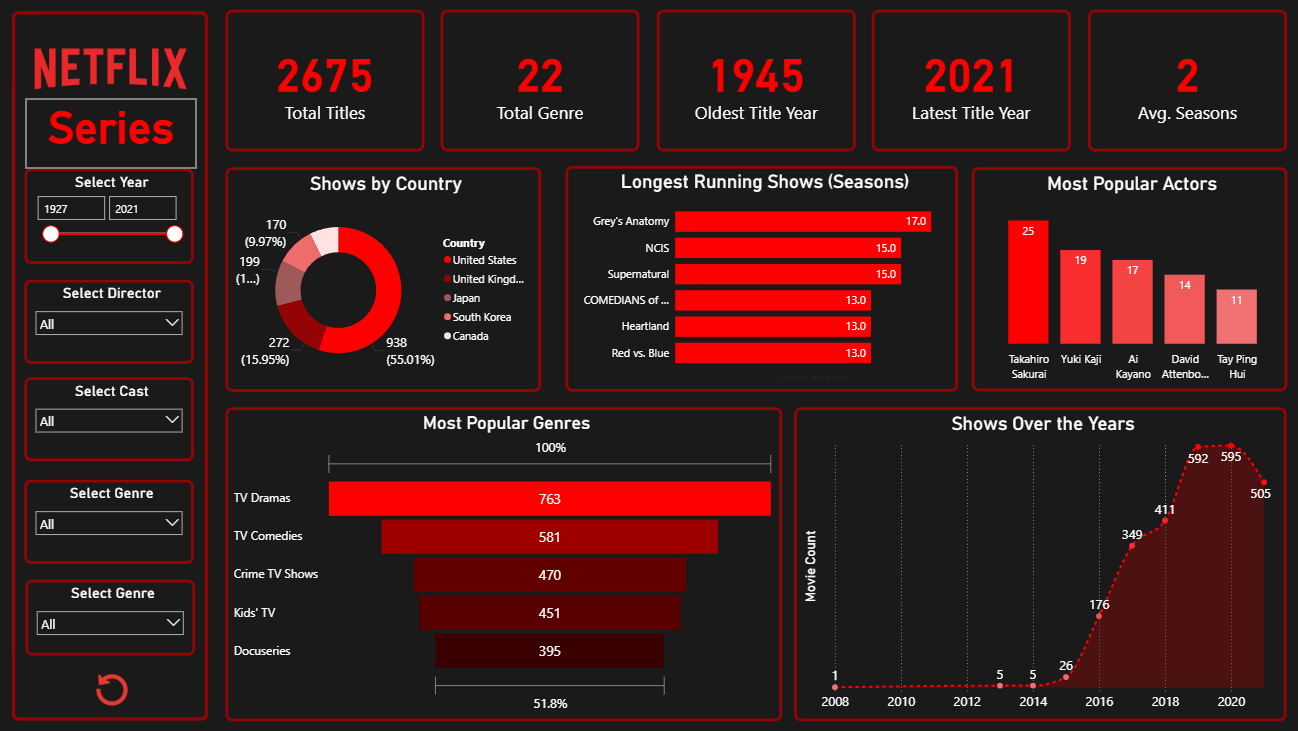 NETFLIX
Series
Select Year
1927
2021
Select Director
All
Select Cast
All
Select Genre
All
Select Genre
All
2675
Total Titles
22
Total Genre
1945
Oldest Title Year
2021
Latest Title Year
2
Avg. Seasons
Shows by Country
170
(9.97%)
199
(1...)
272
(15.95%)
938
(55.01%)
Country
United States
United Kingd...
Japan
South Korea
Canada
Longest Running Shows (Seasons)
Grey's Anatomy 17.0
NCIS 15.0
Supernatural 15.0
COMEDIANS of ... 13.0
Heartland 13.0
Red vs. Blue 13.0
Sum of duration
Most Popular Actors
25
19
17
14
11
Takahiro Sakurai
Yuki Kaji
Ai Kayano
David Attenbo...
Tay Ping Hui
Most Popular Genres
100%
TV Dramas 763
TV Comedies 581
Crime TV Shows 470
Kids' TV 451
Docuseries 395
51.8%
Shows Over the Years
Movie Count
1
5
5
26
176
349
411
592
595
505
2008 2010 2012 2014 2016 2018 2020